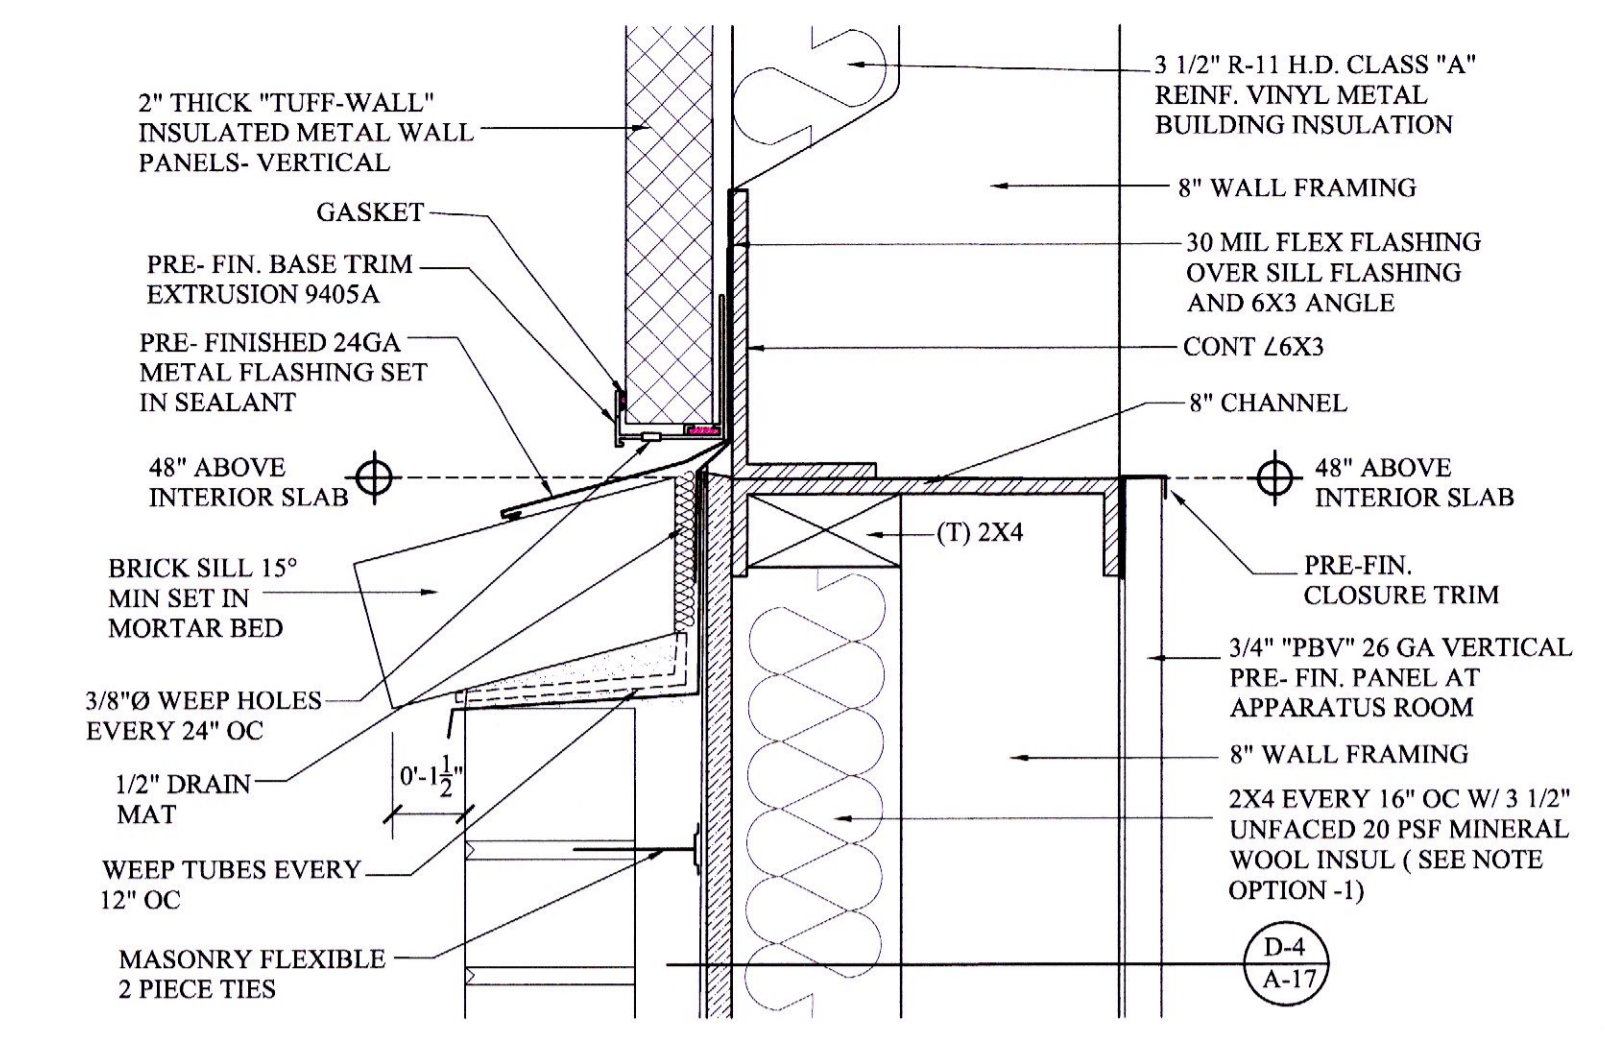 2" THICK "TUFF-WALL"
INSULATED METAL WALL
PANELS- VERTICAL
GASKET
PRE- FIN. BASE TRIM
EXTRUSION 9405A
PRE- FINISHED 24GA
METAL FLASHING SET
IN SEALANT
48" ABOVE
INTERIOR SLAB
BRICK SILL 15°
MIN SET IN
MORTAR BED
3/8"Ø WEEP HOLES
EVERY 24" OC
0'-1 1/2"
1/2" DRAIN
MAT
WEEP TUBES EVERY
12" OC
MASONRY FLEXIBLE
2 PIECE TIES
3 1/2" R-11 H.D. CLASS "A"
REINF. VINYL METAL
BUILDING INSULATION
8" WALL FRAMING
30 MIL FLEX FLASHING
OVER SILL FLASHING
AND 6X3 ANGLE
CONT ∠6X3
8" CHANNEL
48" ABOVE
INTERIOR SLAB
(T) 2X4
PRE-FIN.
CLOSURE TRIM
3/4" "PBV" 26 GA VERTICAL
PRE- FIN. PANEL AT
APPARATUS ROOM
8" WALL FRAMING
2X4 EVERY 16" OC W/ 3 1/2"
UNFACED 20 PSF MINERAL
WOOL INSUL ( SEE NOTE
OPTION -1)
D-4
A-17